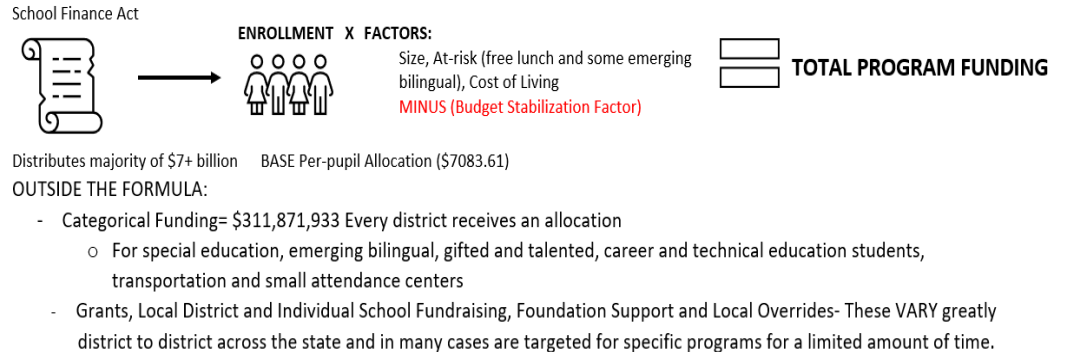 School Finance Act
ENROLLMENT X FACTORS:
Size, At-risk (free lunch and some emerging
bilingual), Cost of Living
MINUS (Budget Stabilization Factor)
TOTAL PROGRAM FUNDING
Distributes majority of $7+ billion BASE Per-pupil Allocation ($7083.61)
OUTSIDE THE FORMULA:
- Categorical Funding= $311,871,933 Every district receives an allocation
o For special education, emerging bilingual, gifted and talented, career and technical education students,
transportation and small attendance centers
- Grants, Local District and Individual School Fundraising, Foundation Support and Local Overrides- These VARY greatly
district to district across the state and in many cases are targeted for specific programs for a limited amount of time.